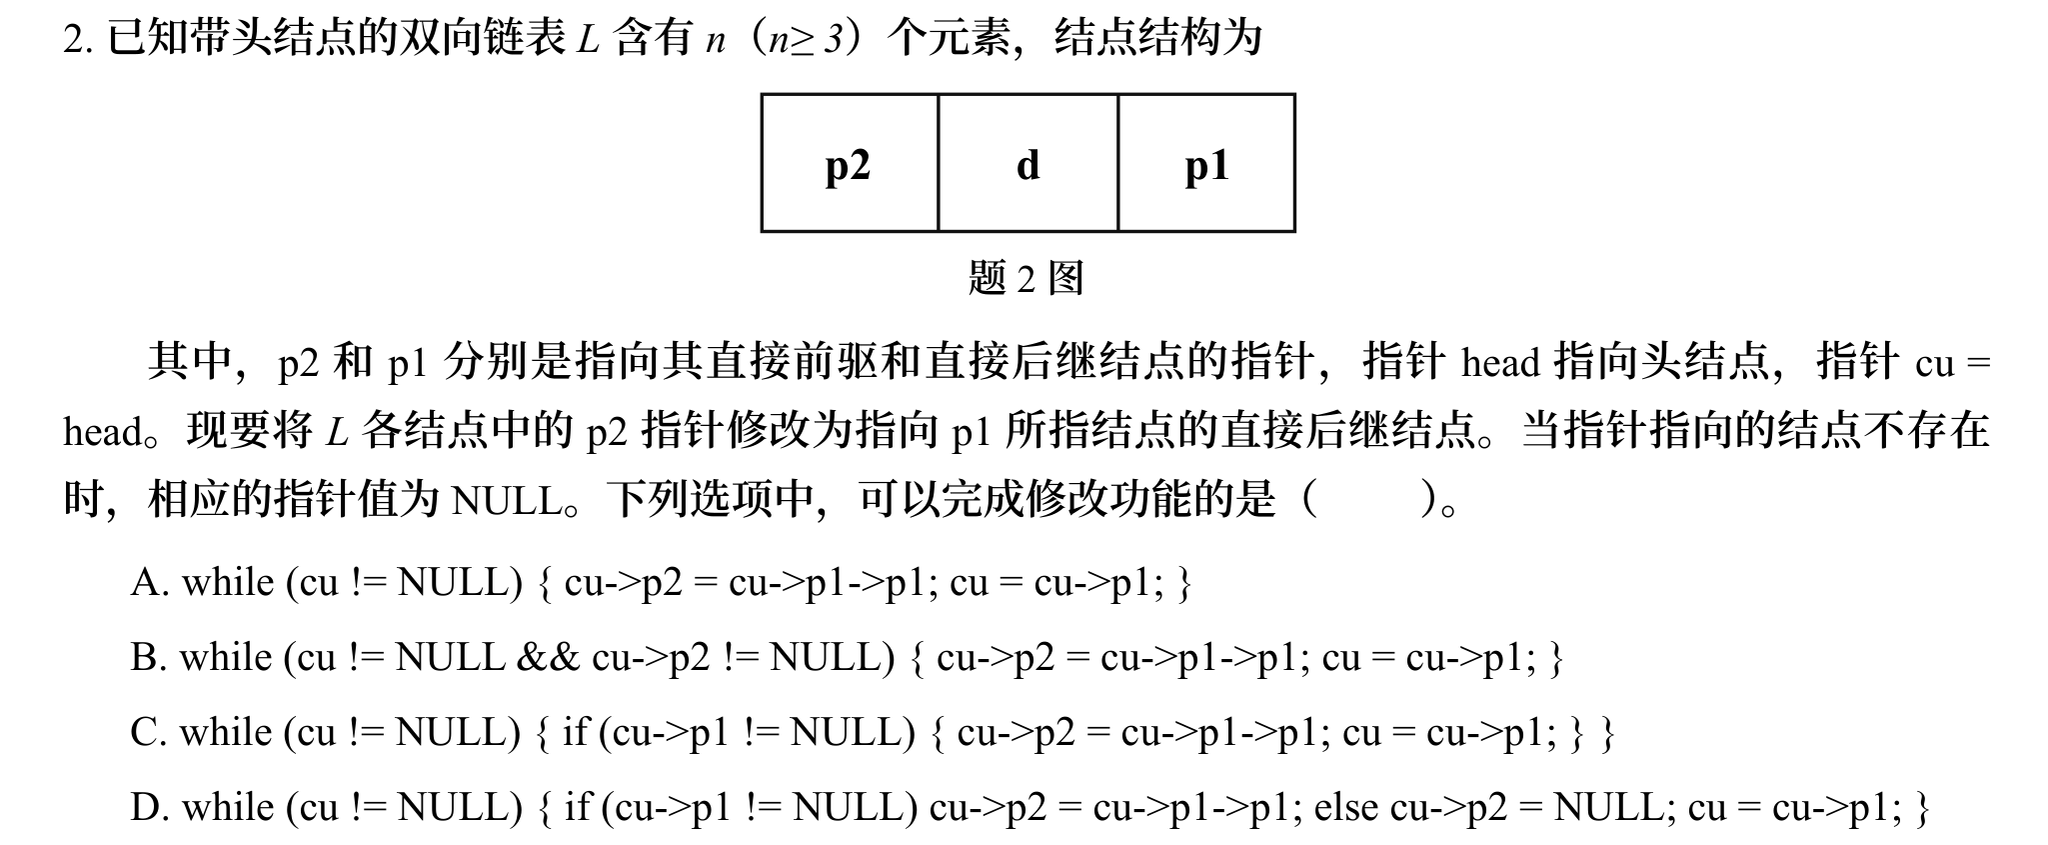 2. 已知带头结点的双向链表 L 含有 n（n≥ 3）个元素，结点结构为
p2 d p1
题 2 图
其中，p2 和 p1 分别是指向其直接前驱和直接后继结点的指针，指针 head 指向头结点，指针 cu =
head。现要将 L 各结点中的 p2 指针修改为指向 p1 所指结点的直接后继结点。当指针指向的结点不存在
时，相应的指针值为 NULL。下列选项中，可以完成修改功能的是（　　）。
A. while (cu != NULL) { cu->p2 = cu->p1->p1; cu = cu->p1; }
B. while (cu != NULL && cu->p2 != NULL) { cu->p2 = cu->p1->p1; cu = cu->p1; }
C. while (cu != NULL) { if (cu->p1 != NULL) { cu->p2 = cu->p1->p1; cu = cu->p1; } }
D. while (cu != NULL) { if (cu->p1 != NULL) cu->p2 = cu->p1->p1; else cu->p2 = NULL; cu = cu->p1; }